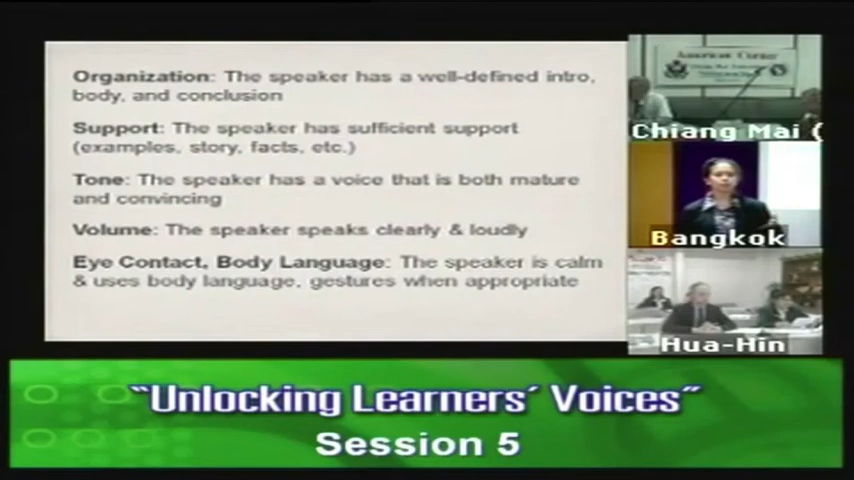 Organization: The speaker has a well-defined intro,
body, and conclusion
Support: The speaker has sufficient support
(examples, story, facts, etc.)
Tone: The speaker has a voice that is both mature
and convincing
Volume: The speaker speaks clearly & loudly
Eye Contact, Body Language: The speaker is calm
& uses body language, gestures when appropriate
American Corner
Chiang Mai (
Bangkok
Hua-Hin
“Unlocking Learners´ Voices”
Session 5